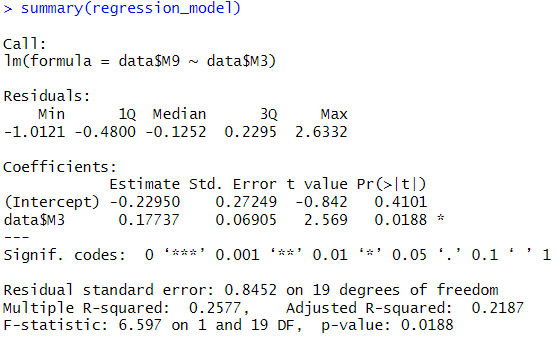 > summary(regression_model)
Call:
lm(formula = data$M9 ~ data$M3)
Residuals:
    Min      1Q  Median      3Q     Max
-1.0121 -0.4800 -0.1252  0.2295  2.6332
Coefficients:
            Estimate Std. Error t value Pr(>|t|)
(Intercept) -0.22950    0.27249  -0.842   0.4101
data$M3      0.17737    0.06905   2.569   0.0188 *
---
Signif. codes:  0 ‘***’ 0.001 ‘**’ 0.01 ‘*’ 0.05 ‘.’ 0.1 ‘ ’ 1
Residual standard error: 0.8452 on 19 degrees of freedom
Multiple R-squared:  0.2577,    Adjusted R-squared:  0.2187
F-statistic: 6.597 on 1 and 19 DF,  p-value: 0.0188